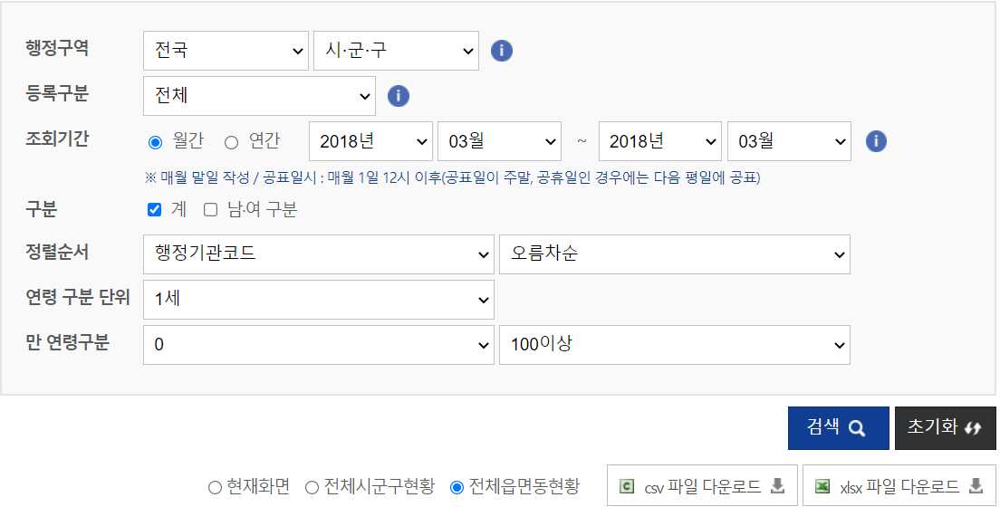 행정구역 전국 시·군·구
등록구분 전체
조회기간 월간 연간 2018년 03월 ~ 2018년 03월
※ 매월 말일 작성 / 공표일시 : 매월 1일 12시 이후(공표일이 주말, 공휴일인 경우에는 다음 평일에 공표)
구분 계 남·여 구분
정렬순서 행정기관코드 오름차순
연령 구분 단위 1세
만 연령구분 0 100이상
검색 초기화
현재화면 전체시군구현황 전체읍면동현황 csv 파일 다운로드 xlsx 파일 다운로드